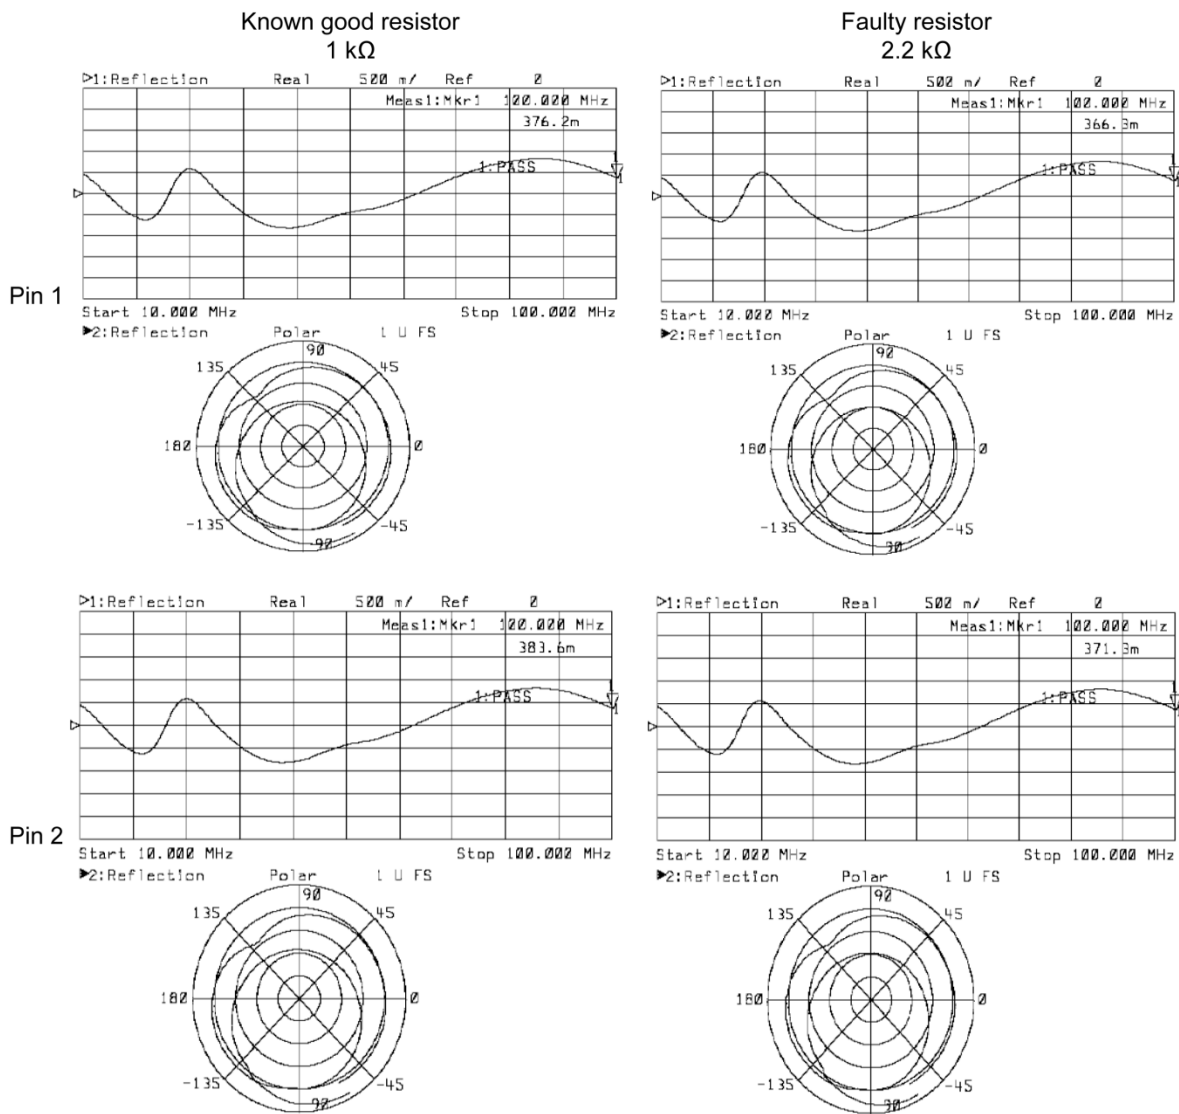 Known good resistor
1 kΩ
Faulty resistor
2.2 kΩ
Pin 1
1:Reflection Real 500 m/ Ref 0
Meas1:Mkr1 100.000 MHz
376.2m
1:PASS
1
Start 10.000 MHz Stop 100.000 MHz
2:Reflection Polar 1 U FS
90
135 45
180 0
-135 -45
-90
1:Reflection Real 500 m/ Ref 0
Meas1:Mkr1 100.000 MHz
366.3m
1:PASS
1
Start 10.000 MHz Stop 100.000 MHz
2:Reflection Polar 1 U FS
90
135 45
180 0
-135 -45
-90
Pin 2
1:Reflection Real 500 m/ Ref 0
Meas1:Mkr1 100.000 MHz
383.6m
1:PASS
1
Start 10.000 MHz Stop 100.000 MHz
2:Reflection Polar 1 U FS
90
135 45
180 0
-135 -45
-90
1:Reflection Real 500 m/ Ref 0
Meas1:Mkr1 100.000 MHz
371.3m
1:PASS
1
Start 10.000 MHz Stop 100.000 MHz
2:Reflection Polar 1 U FS
90
135 45
180 0
-135 -45
-90